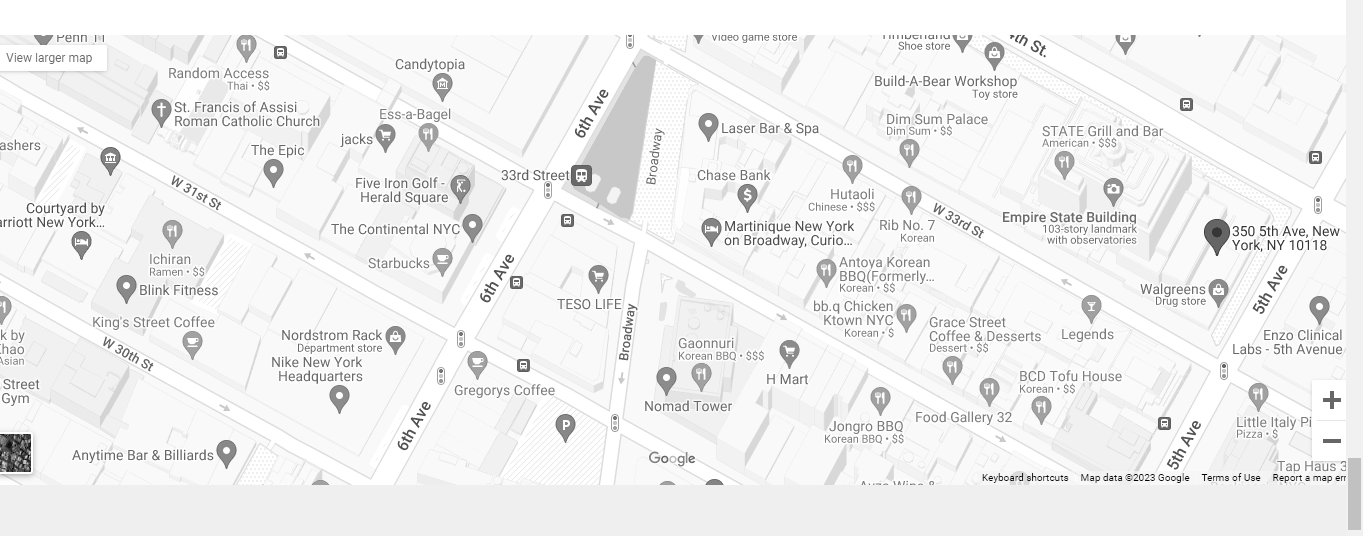 Penn 11
View larger map
Random Access
Thai • $$
St. Francis of Assisi
Roman Catholic Church
The Epic
Candytopia
Ess-a-Bagel
jacks
Five Iron Golf -
Herald Square
The Continental NYC
Starbucks
33rd Street
6th Ave
Broadway
Video game store
Timberland
Shoe store
4th St.
Build-A-Bear Workshop
Toy store
Laser Bar & Spa
Dim Sum Palace
Dim Sum • $$
STATE Grill and Bar
American • $$$
Chase Bank
Hutaoli
Chinese • $$$
Rib No. 7
Korean
W 33rd St
Empire State Building
103-story landmark
with observatories
350 5th Ave, New
York, NY 10118
Martinique New York
on Broadway, Curio...
Antoya Korean
BBQ(Formerly...
Korean • $$
Walgreens
Drug store
5th Ave
ashers
W 31st St
Courtyard by
arriott New York...
Ichiran
Ramen • $$
Blink Fitness
King's Street Coffee
W 30th St
k by
Khao
Asian
Street
Gym
Nordstrom Rack
Department store
Nike New York
Headquarters
6th Ave
TESO LIFE
Broadway
Gregorys Coffee
6th Ave
Anytime Bar & Billiards
P
Gaonnuri
Korean BBQ • $$$
Nomad Tower
H Mart
bb.q Chicken
Ktown NYC
Korean • $
Grace Street
Coffee & Desserts
Dessert • $$
Legends
Enzo Clinical
Labs - 5th Avenue
BCD Tofu House
Korean • $$
Food Gallery 32
Jongro BBQ
Korean BBQ • $$
Little Italy Pi
Pizza • $
5th Ave
Tap Haus 3
Google
Keyboard shortcuts
Map data ©2023 Google
Terms of Use
Report a map err